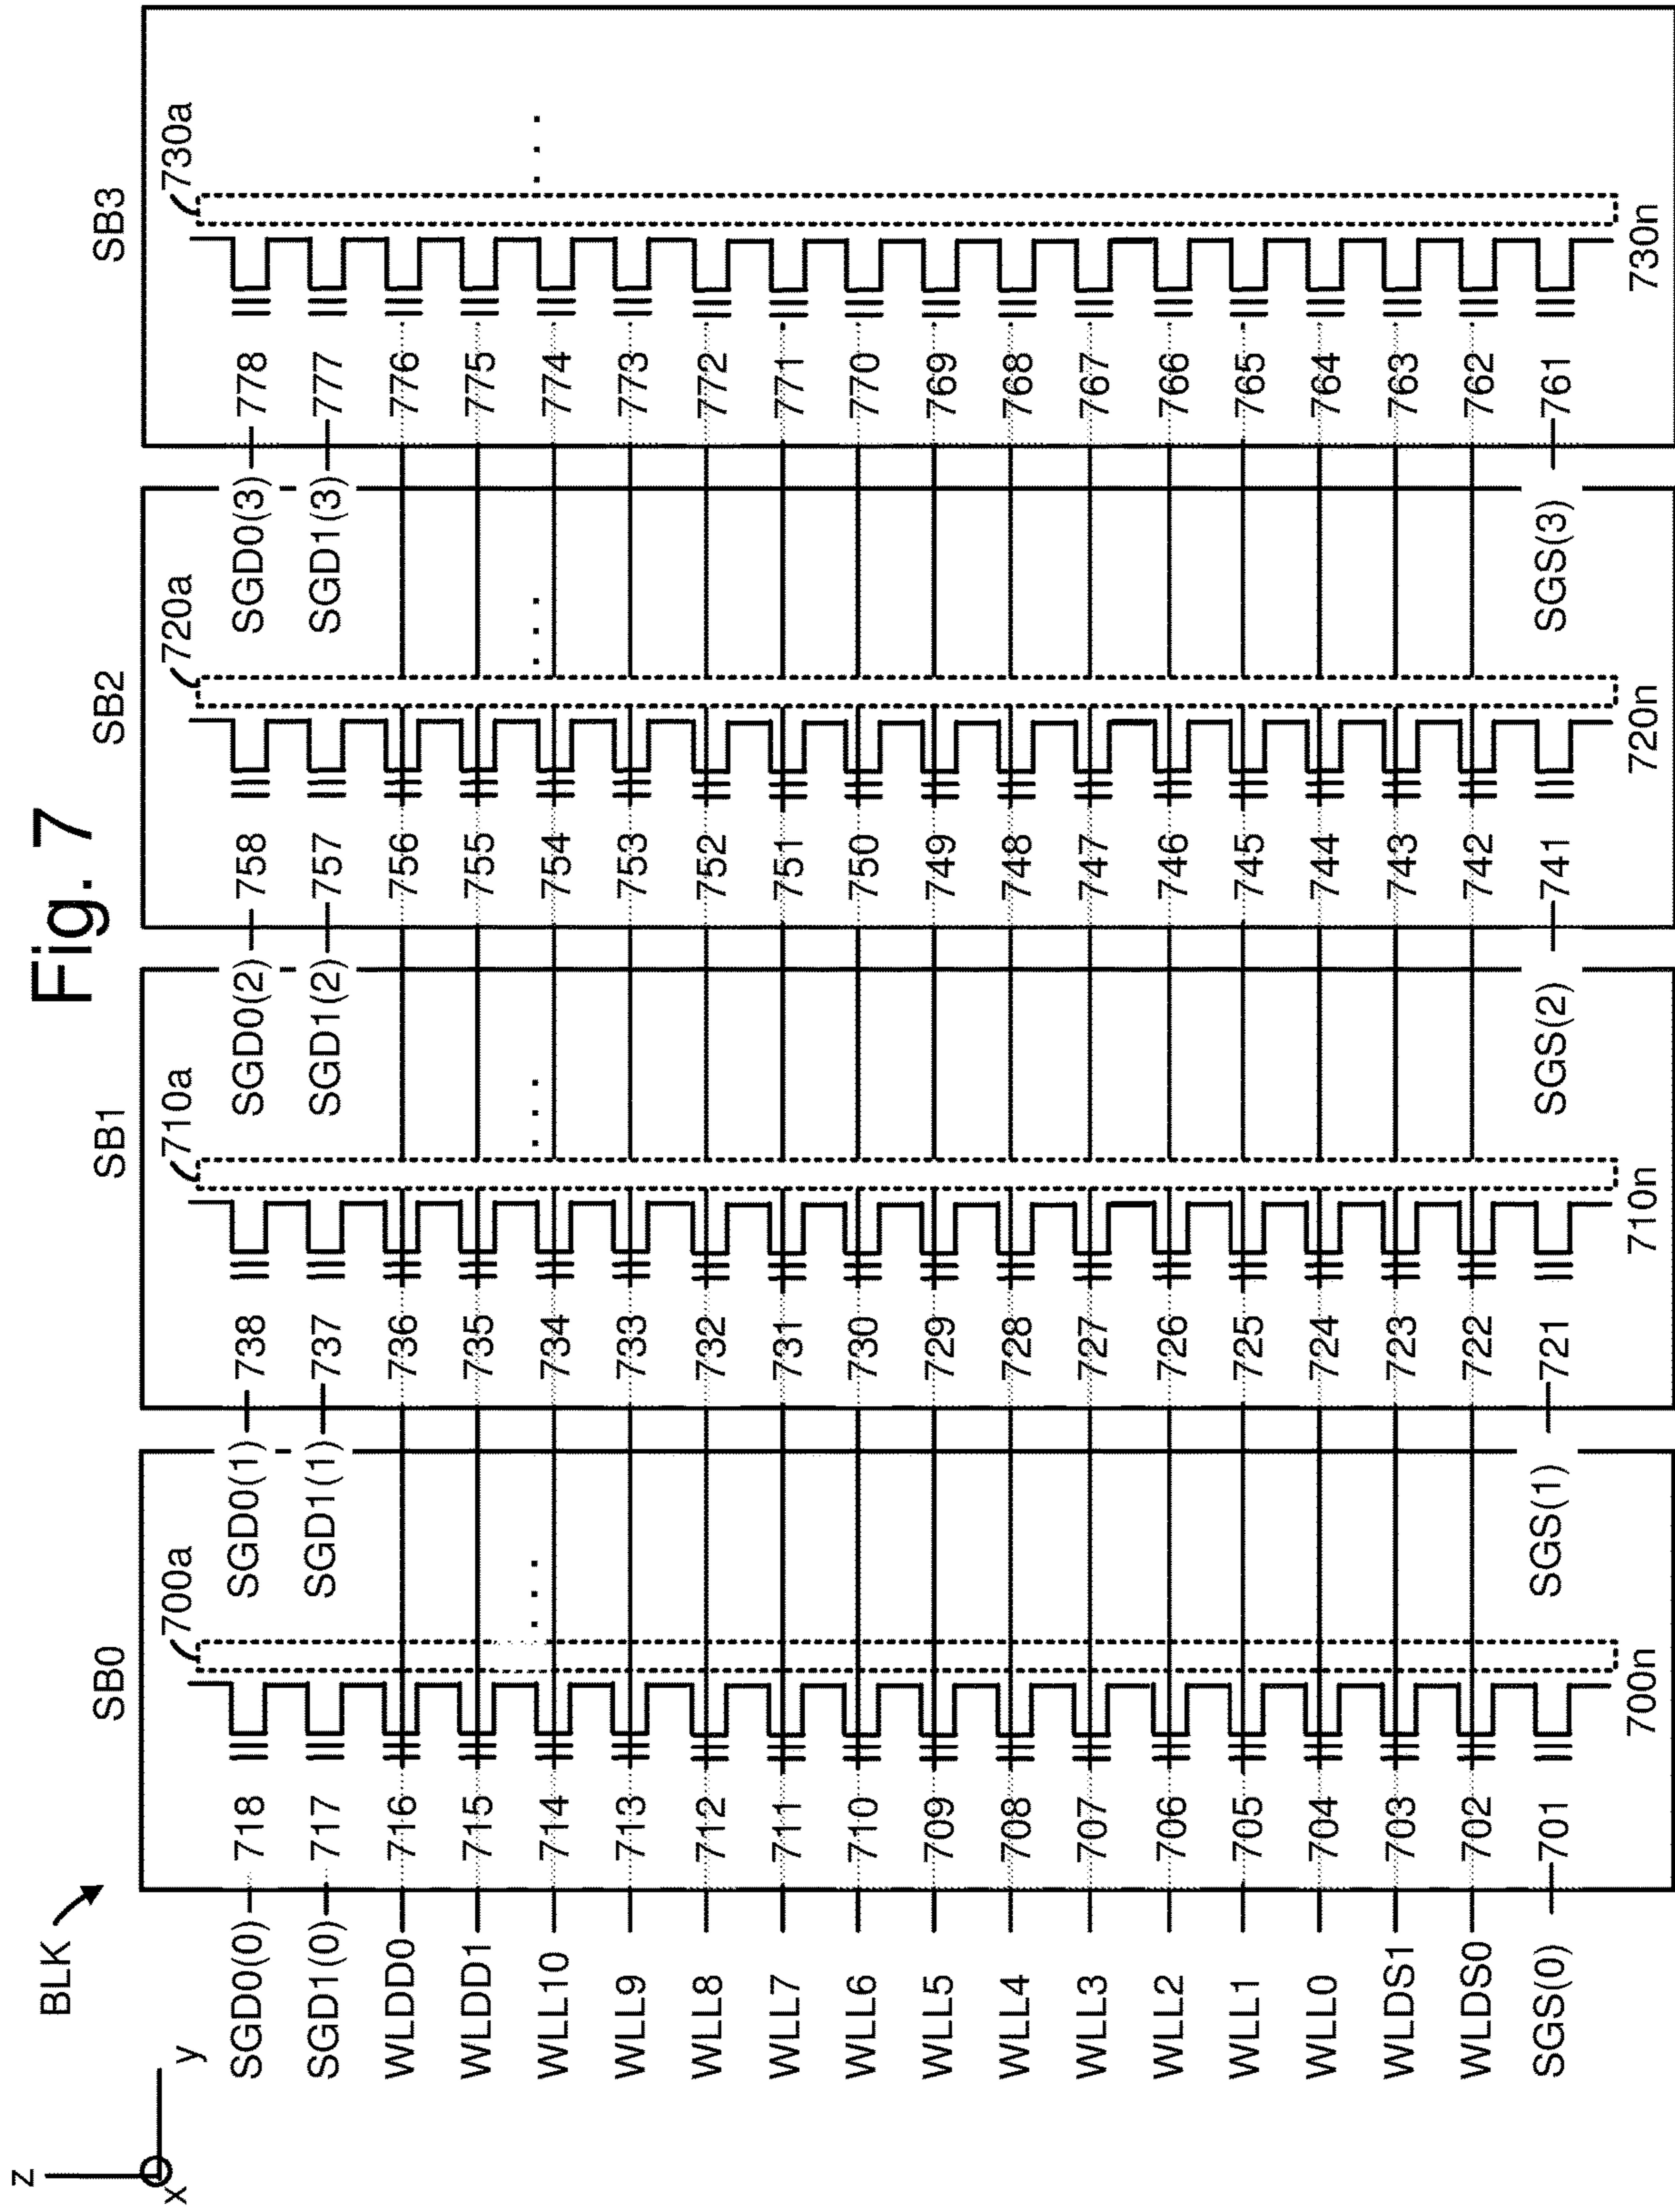 Fig. 7
z
BLK
SB0 SB1 SB2 SB3
x y
700a 710a 720a 730a
SGD0(0) 718 SGD0(1) 738 SGD0(2) 758 SGD0(3) 778
SGD1(0) 717 SGD1(1) 737 SGD1(2) 757 SGD1(3) 777
WLDD0 716 736 756 776
WLDD1 715 735 755 775
WLL10 714 734 754 774
WLL9 713 733 753 773
WLL8 712 732 752 772
WLL7 711 731 751 771
WLL6 710 730 750 770
WLL5 709 729 749 769
WLL4 708 728 748 768
WLL3 707 727 747 767
WLL2 706 726 746 766
WLL1 705 725 745 765
WLL0 704 724 744 764
WLDS1 703 723 743 763
WLDS0 702 722 742 762
SGS(0) 701 SGS(1) 721 SGS(2) 741 SGS(3) 761
700n 710n 720n 730n